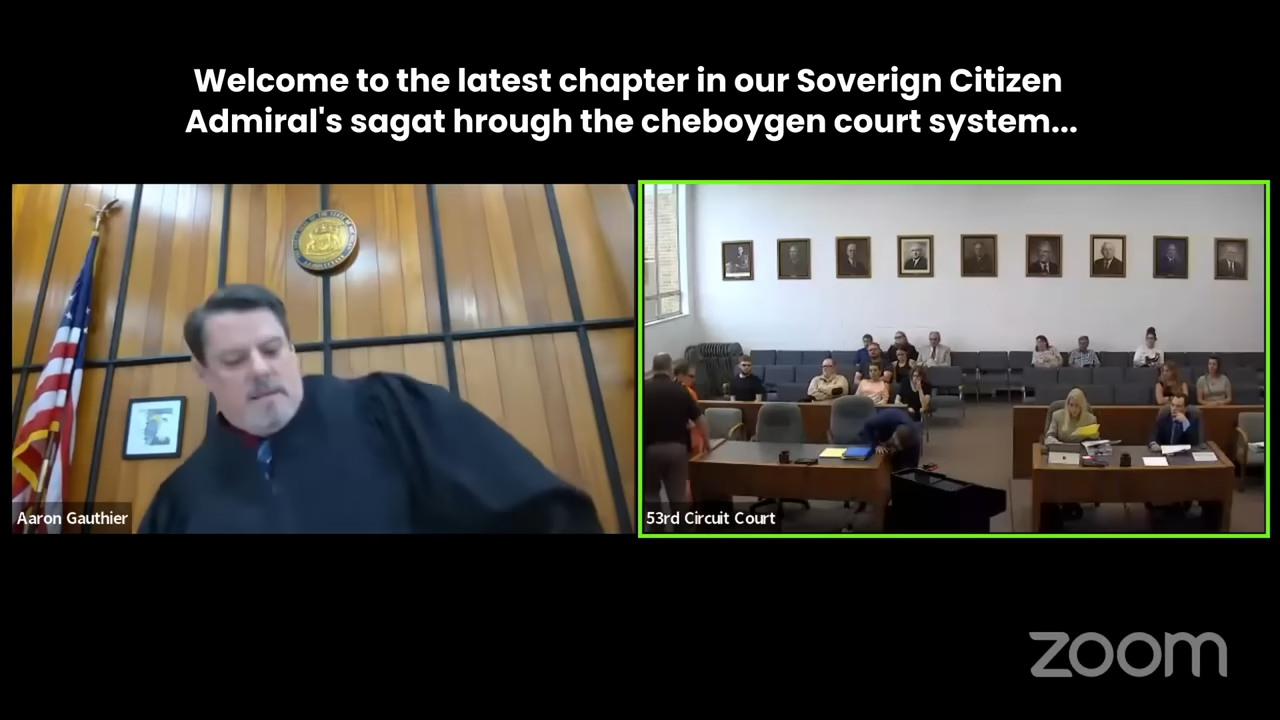 Welcome to the latest chapter in our Soverign Citizen
Admiral's sagat hrough the cheboygen court system...
Aaron Gauthier
53rd Circuit Court
zoom